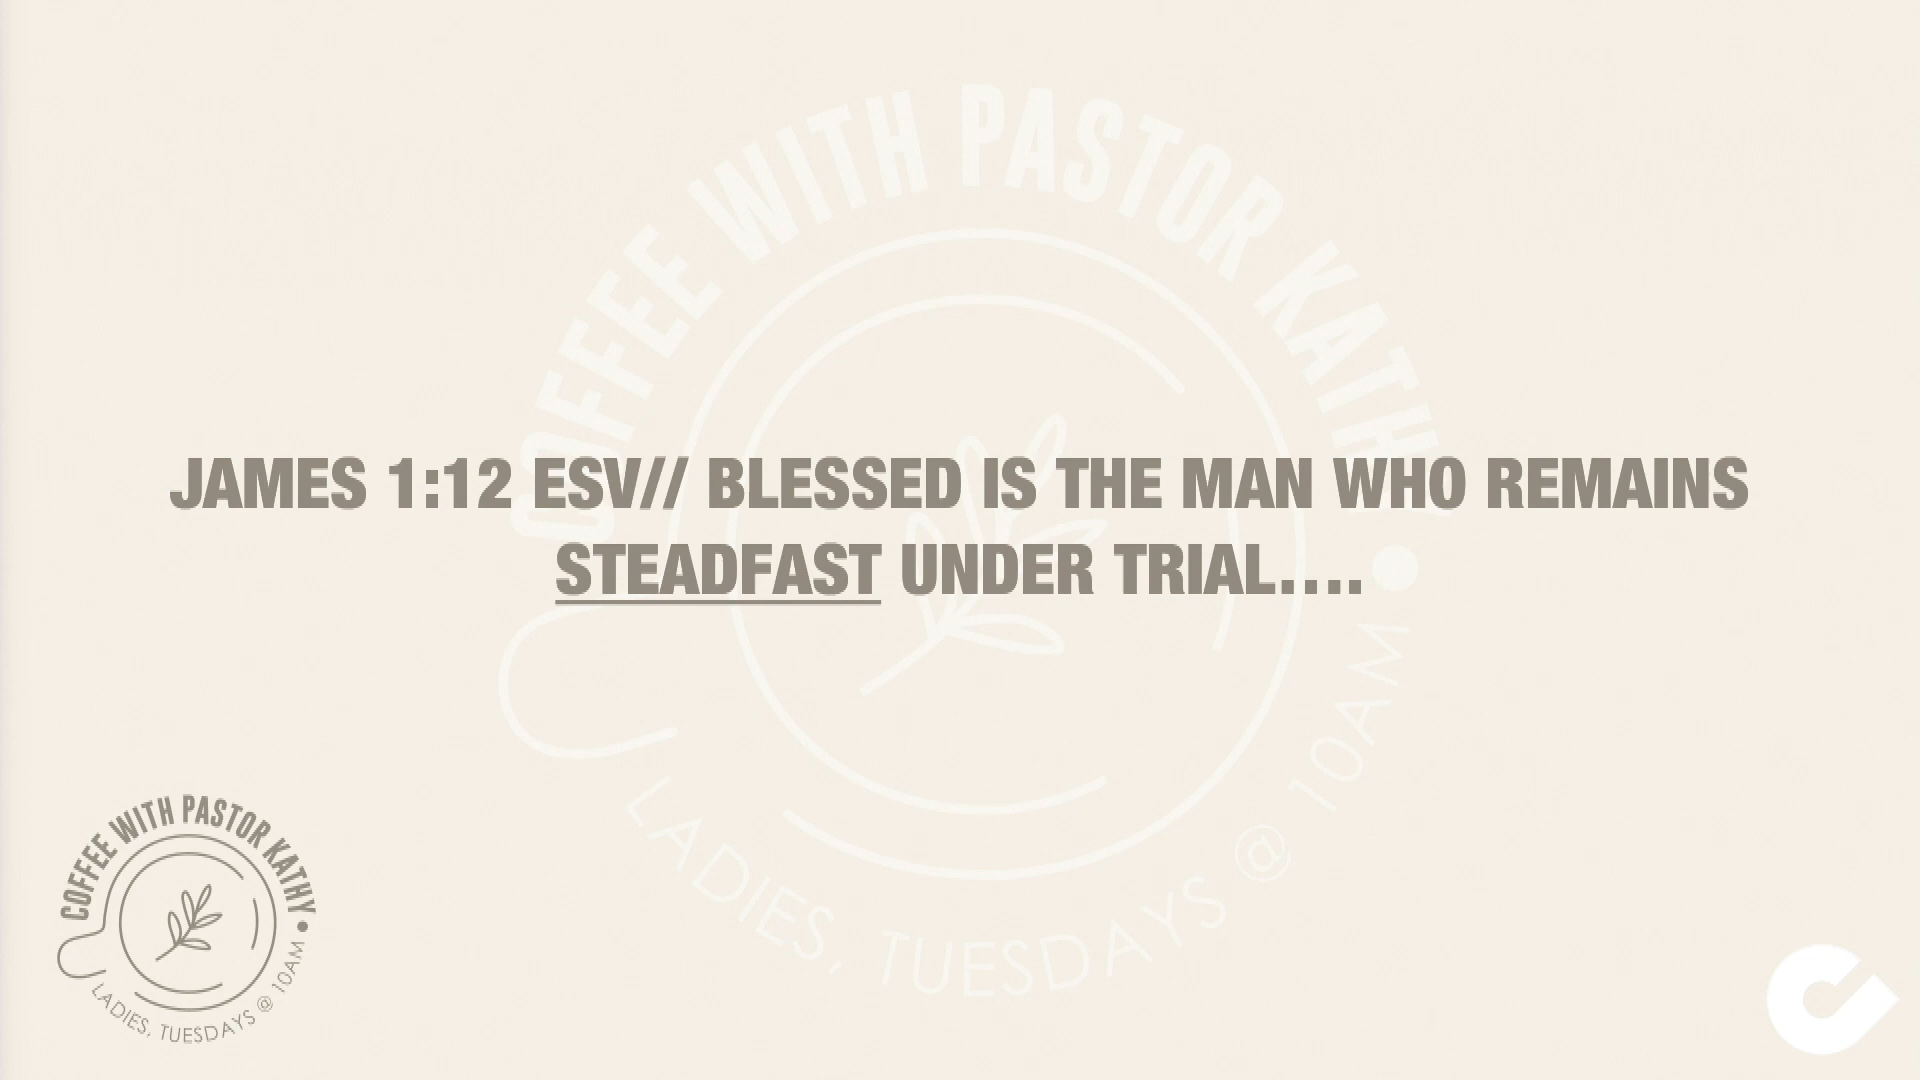 JAMES 1:12 ESV// BLESSED IS THE MAN WHO REMAINS
STEADFAST UNDER TRIAL....
COFFEE WITH PASTOR KATHY •
LADIES, TUESDAYS @ 10AM
COFFEE WITH PASTOR KATHY •
LADIES, TUESDAYS @ 10AM